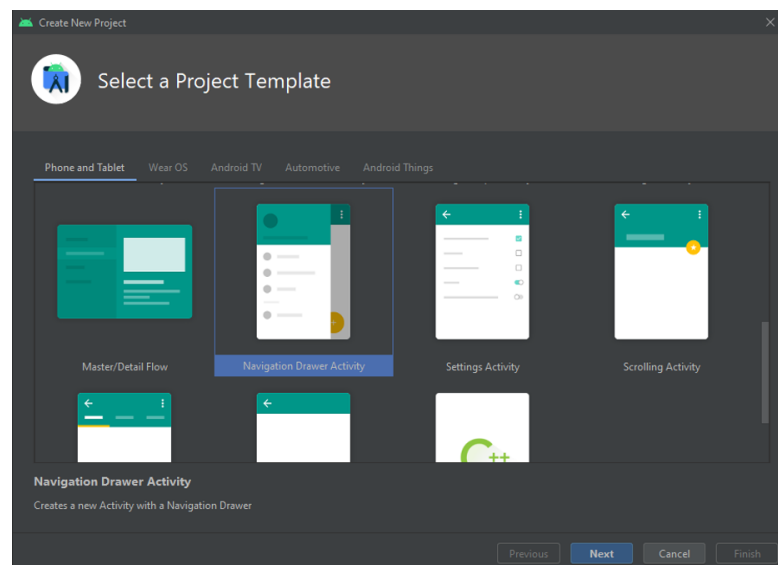 Create New Project
Select a Project Template
Phone and Tablet Wear OS Android TV Automotive Android Things
Master/Detail Flow Navigation Drawer Activity Settings Activity Scrolling Activity
C++
Navigation Drawer Activity
Creates a new Activity with a Navigation Drawer
Previous Next Cancel Finish